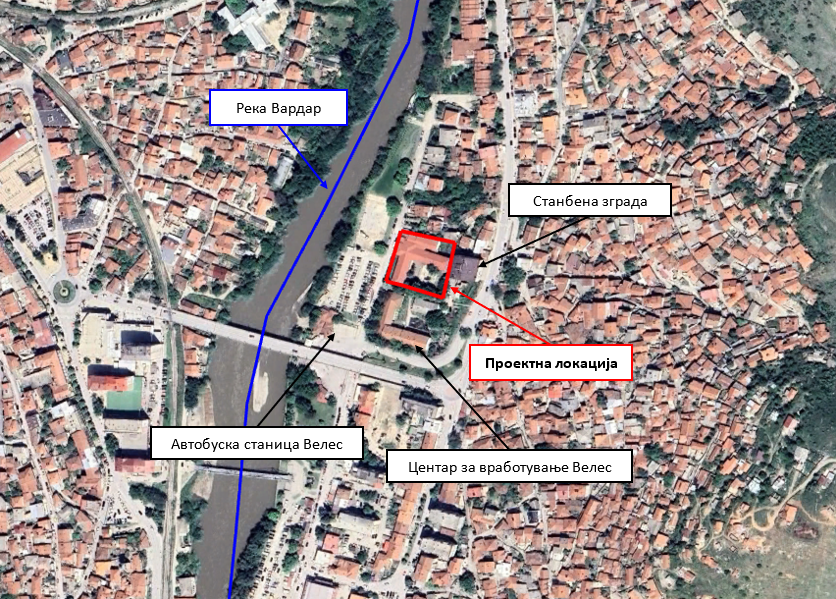 Река Вардар
Станбена зграда
Проектна локација
Автобуска станица Велес
Центар за вработување Велес